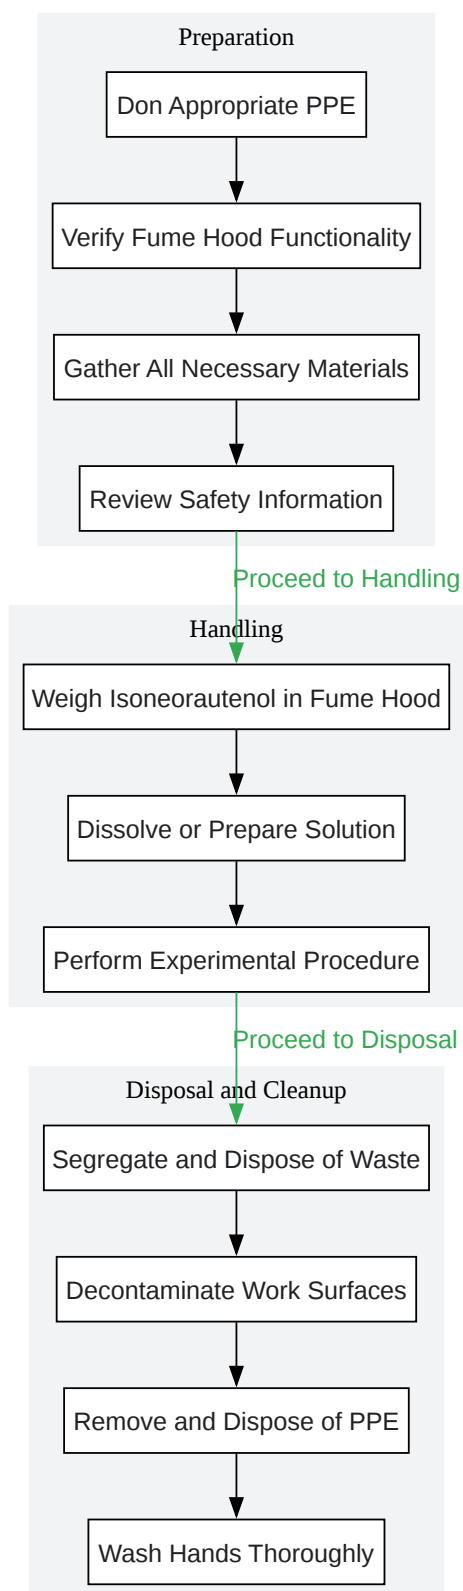 Preparation
Don Appropriate PPE
Verify Fume Hood Functionality
Gather All Necessary Materials
Review Safety Information
Proceed to Handling
Handling
Weigh Isoneorautenol in Fume Hood
Dissolve or Prepare Solution
Perform Experimental Procedure
Proceed to Disposal
Disposal and Cleanup
Segregate and Dispose of Waste
Decontaminate Work Surfaces
Remove and Dispose of PPE
Wash Hands Thoroughly